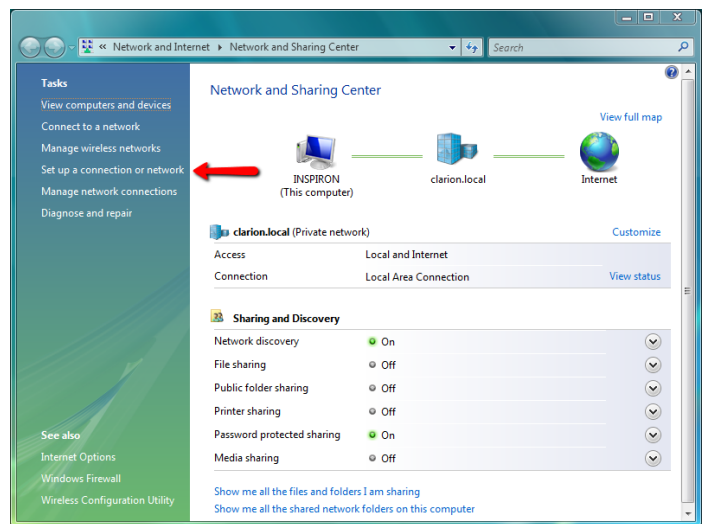 « Network and Internet ▸ Network and Sharing Center
Search
Tasks
View computers and devices
Connect to a network
Manage wireless networks
Set up a connection or network
Manage network connections
Diagnose and repair
See also
Internet Options
Windows Firewall
Wireless Configuration Utility
Network and Sharing Center
View full map
INSPIRON
(This computer)
clarion.local
Internet
clarion.local (Private network)
Customize
Access Local and Internet
Connection Local Area Connection View status
Sharing and Discovery
Network discovery On
File sharing Off
Public folder sharing Off
Printer sharing Off
Password protected sharing On
Media sharing Off
Show me all the files and folders I am sharing
Show me all the shared network folders on this computer